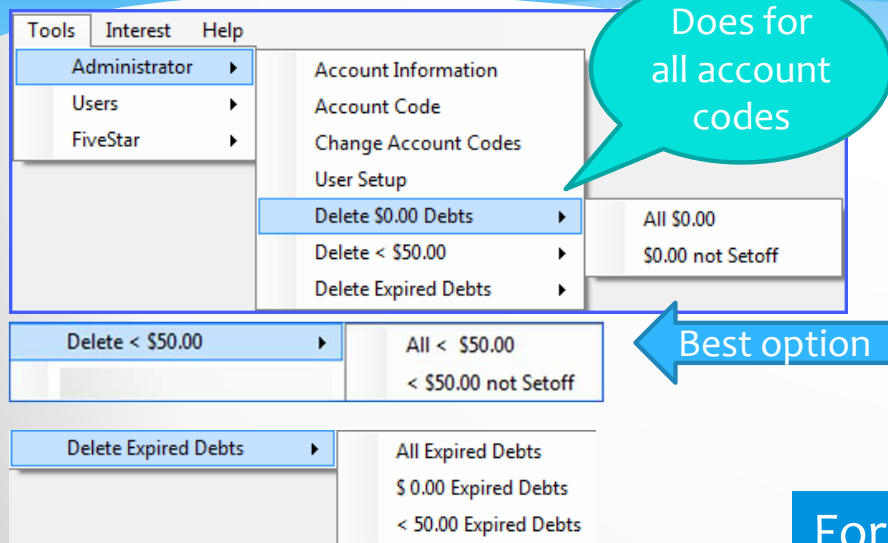 Tools Interest Help
Administrator
Users
FiveStar
Account Information
Account Code
Change Account Codes
User Setup
Delete $0.00 Debts
Delete < $50.00
Delete Expired Debts
All $0.00
$0.00 not Setoff
Does for
all account
codes
Delete < $50.00
All < $50.00
< $50.00 not Setoff
Best option
Delete Expired Debts
All Expired Debts
$ 0.00 Expired Debts
< 50.00 Expired Debts
For